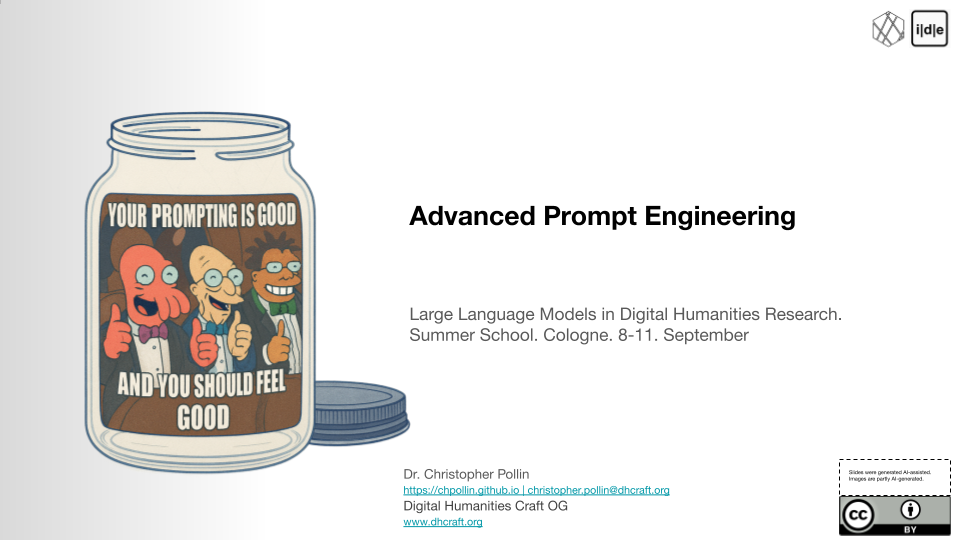 i|d|e
YOUR PROMPTING IS GOOD
AND YOU SHOULD FEEL
GOOD
Advanced Prompt Engineering
Large Language Models in Digital Humanities Research.
Summer School. Cologne. 8-11. September
Dr. Christopher Pollin
https://chpollin.github.io | christopher.pollin@dhcraft.org
Digital Humanities Craft OG
www.dhcraft.org
Slides were generated AI-assisted.
Images are partly AI-generated.
cc
BY